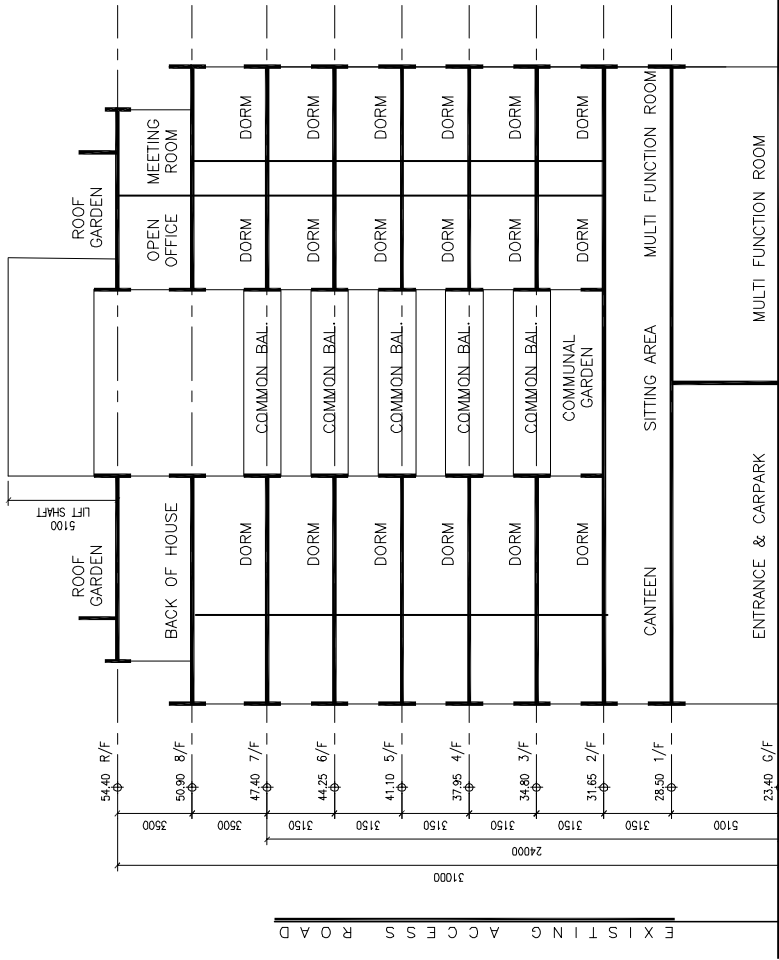 5100
LIFT SHAFT
ROOF
GARDEN
ROOF
GARDEN
54.40 R/F
3500
BACK OF HOUSE
OPEN
OFFICE
MEETING
ROOM
50.90 8/F
3500
DORM
DORM
DORM
47.40 7/F
COMMON BAL.
3150
DORM
DORM
DORM
44.25 6/F
COMMON BAL.
3150
DORM
DORM
DORM
41.10 5/F
COMMON BAL.
3150
DORM
DORM
DORM
37.95 4/F
COMMON BAL.
3150
DORM
DORM
DORM
34.80 3/F
COMMON BAL.
3150
DORM
COMMUNAL
GARDEN
DORM
DORM
31.65 2/F
3150
CANTEEN
SITTING AREA
MULTI FUNCTION ROOM
28.50 1/F
5100
ENTRANCE & CARPARK
MULTI FUNCTION ROOM
23.40 G/F
24000
31000
EXISTING ACCESS ROAD